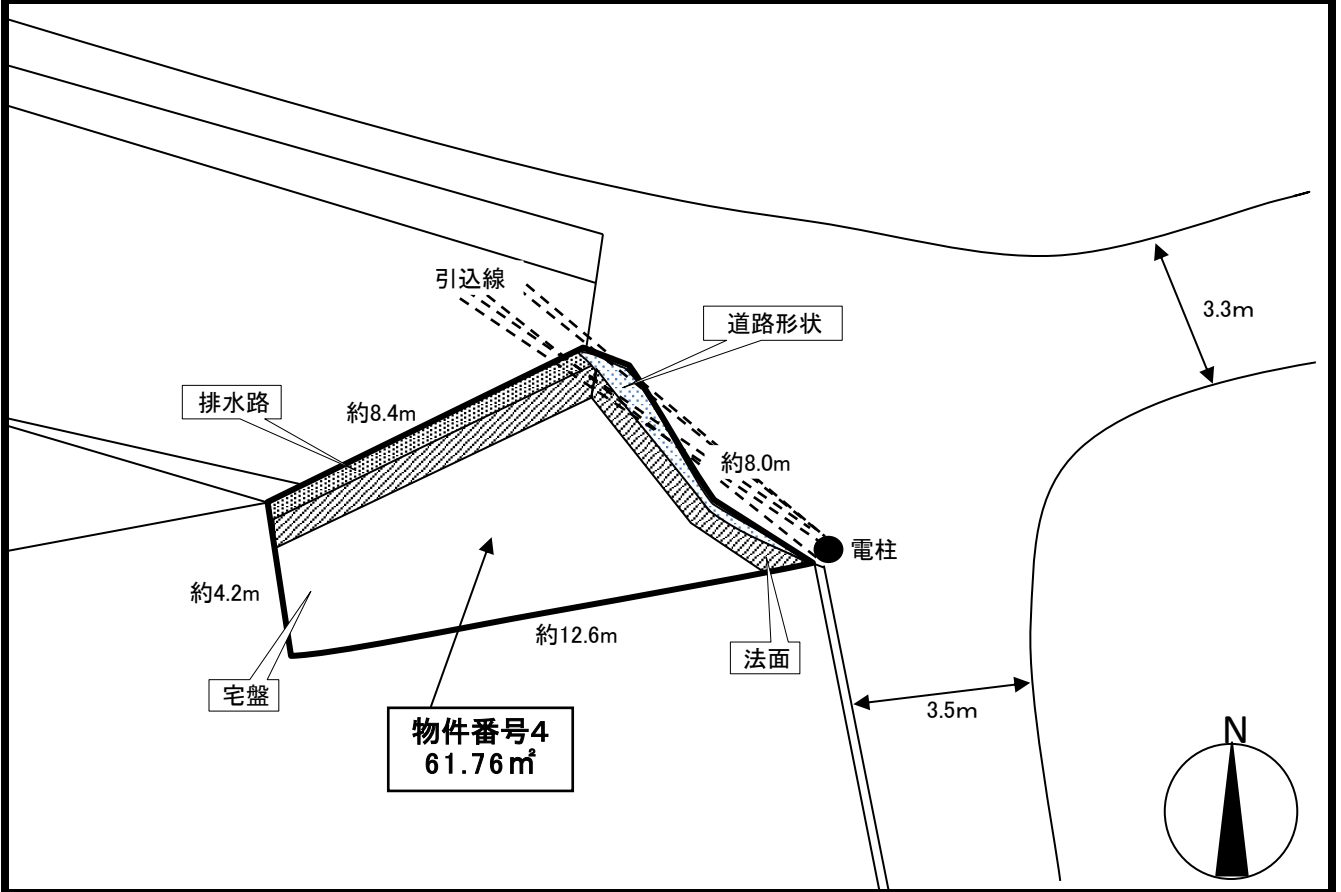 引込線
道路形状
3.3m
排水路
約8.4m
約8.0m
電柱
約4.2m
約12.6m
法面
宅盤
3.5m
物件番号4
61.76㎡
N